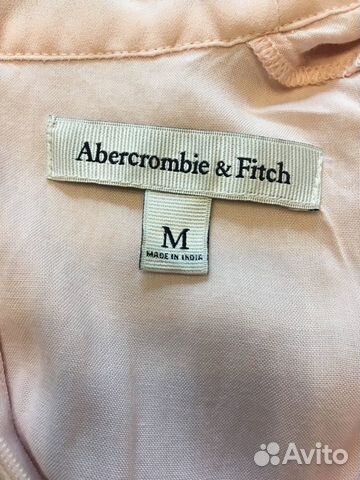 Abercrombie & Fitch
M
MADE IN INDIA
Avito